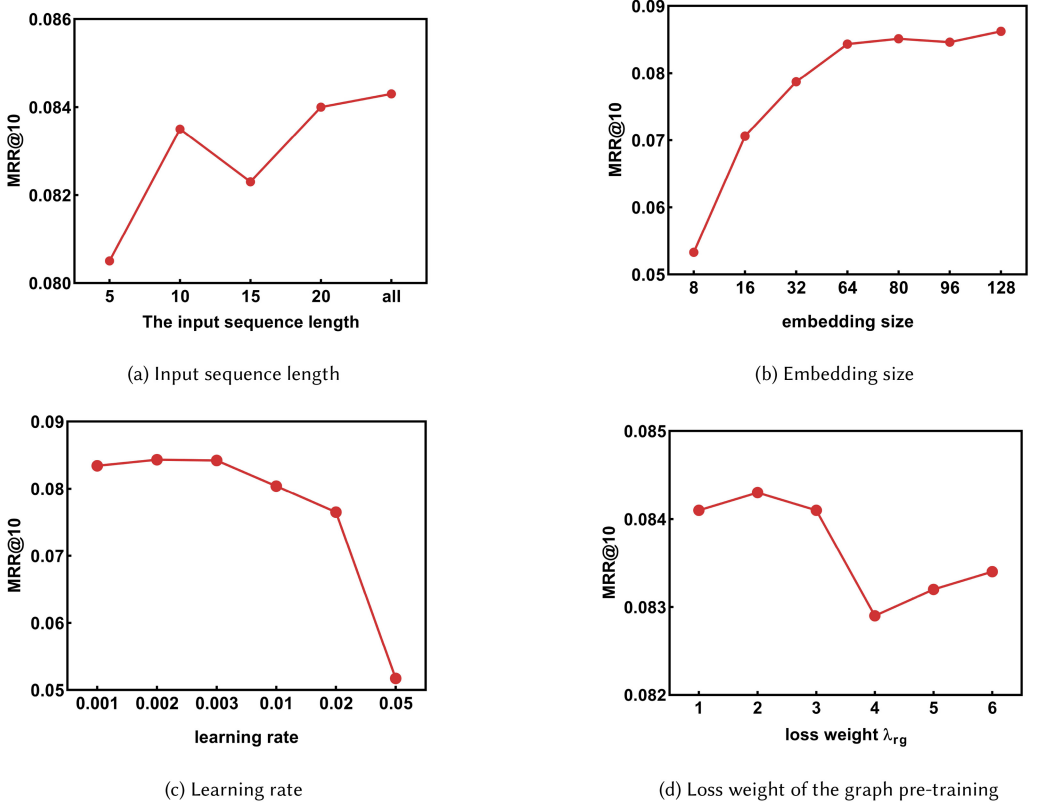 0.086
0.084
0.082
0.080
MRR@10
5 10 15 20 all
The input sequence length
(a) Input sequence length
0.09
0.08
0.07
0.06
0.05
MRR@10
8 16 32 64 80 96 128
embedding size
(b) Embedding size
0.09
0.08
0.07
0.06
0.05
MRR@10
0.001 0.002 0.003 0.01 0.02 0.05
learning rate
(c) Learning rate
0.085
0.084
0.083
0.082
MRR@10
1 2 3 4 5 6
loss weight λrg
(d) Loss weight of the graph pre-training